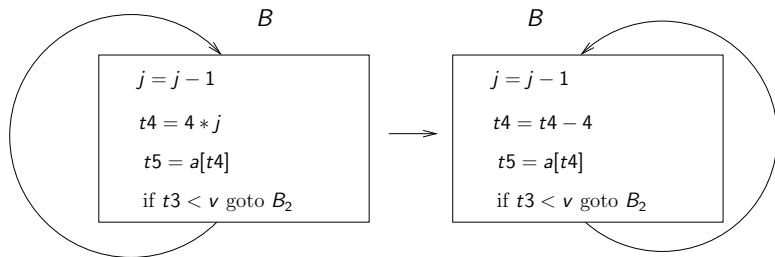 B
j = j − 1
t4 = 4 ∗ j
t5 = a[t4]
if t3 < v goto B₂
B
j = j − 1
t4 = t4 − 4
t5 = a[t4]
if t3 < v goto B₂